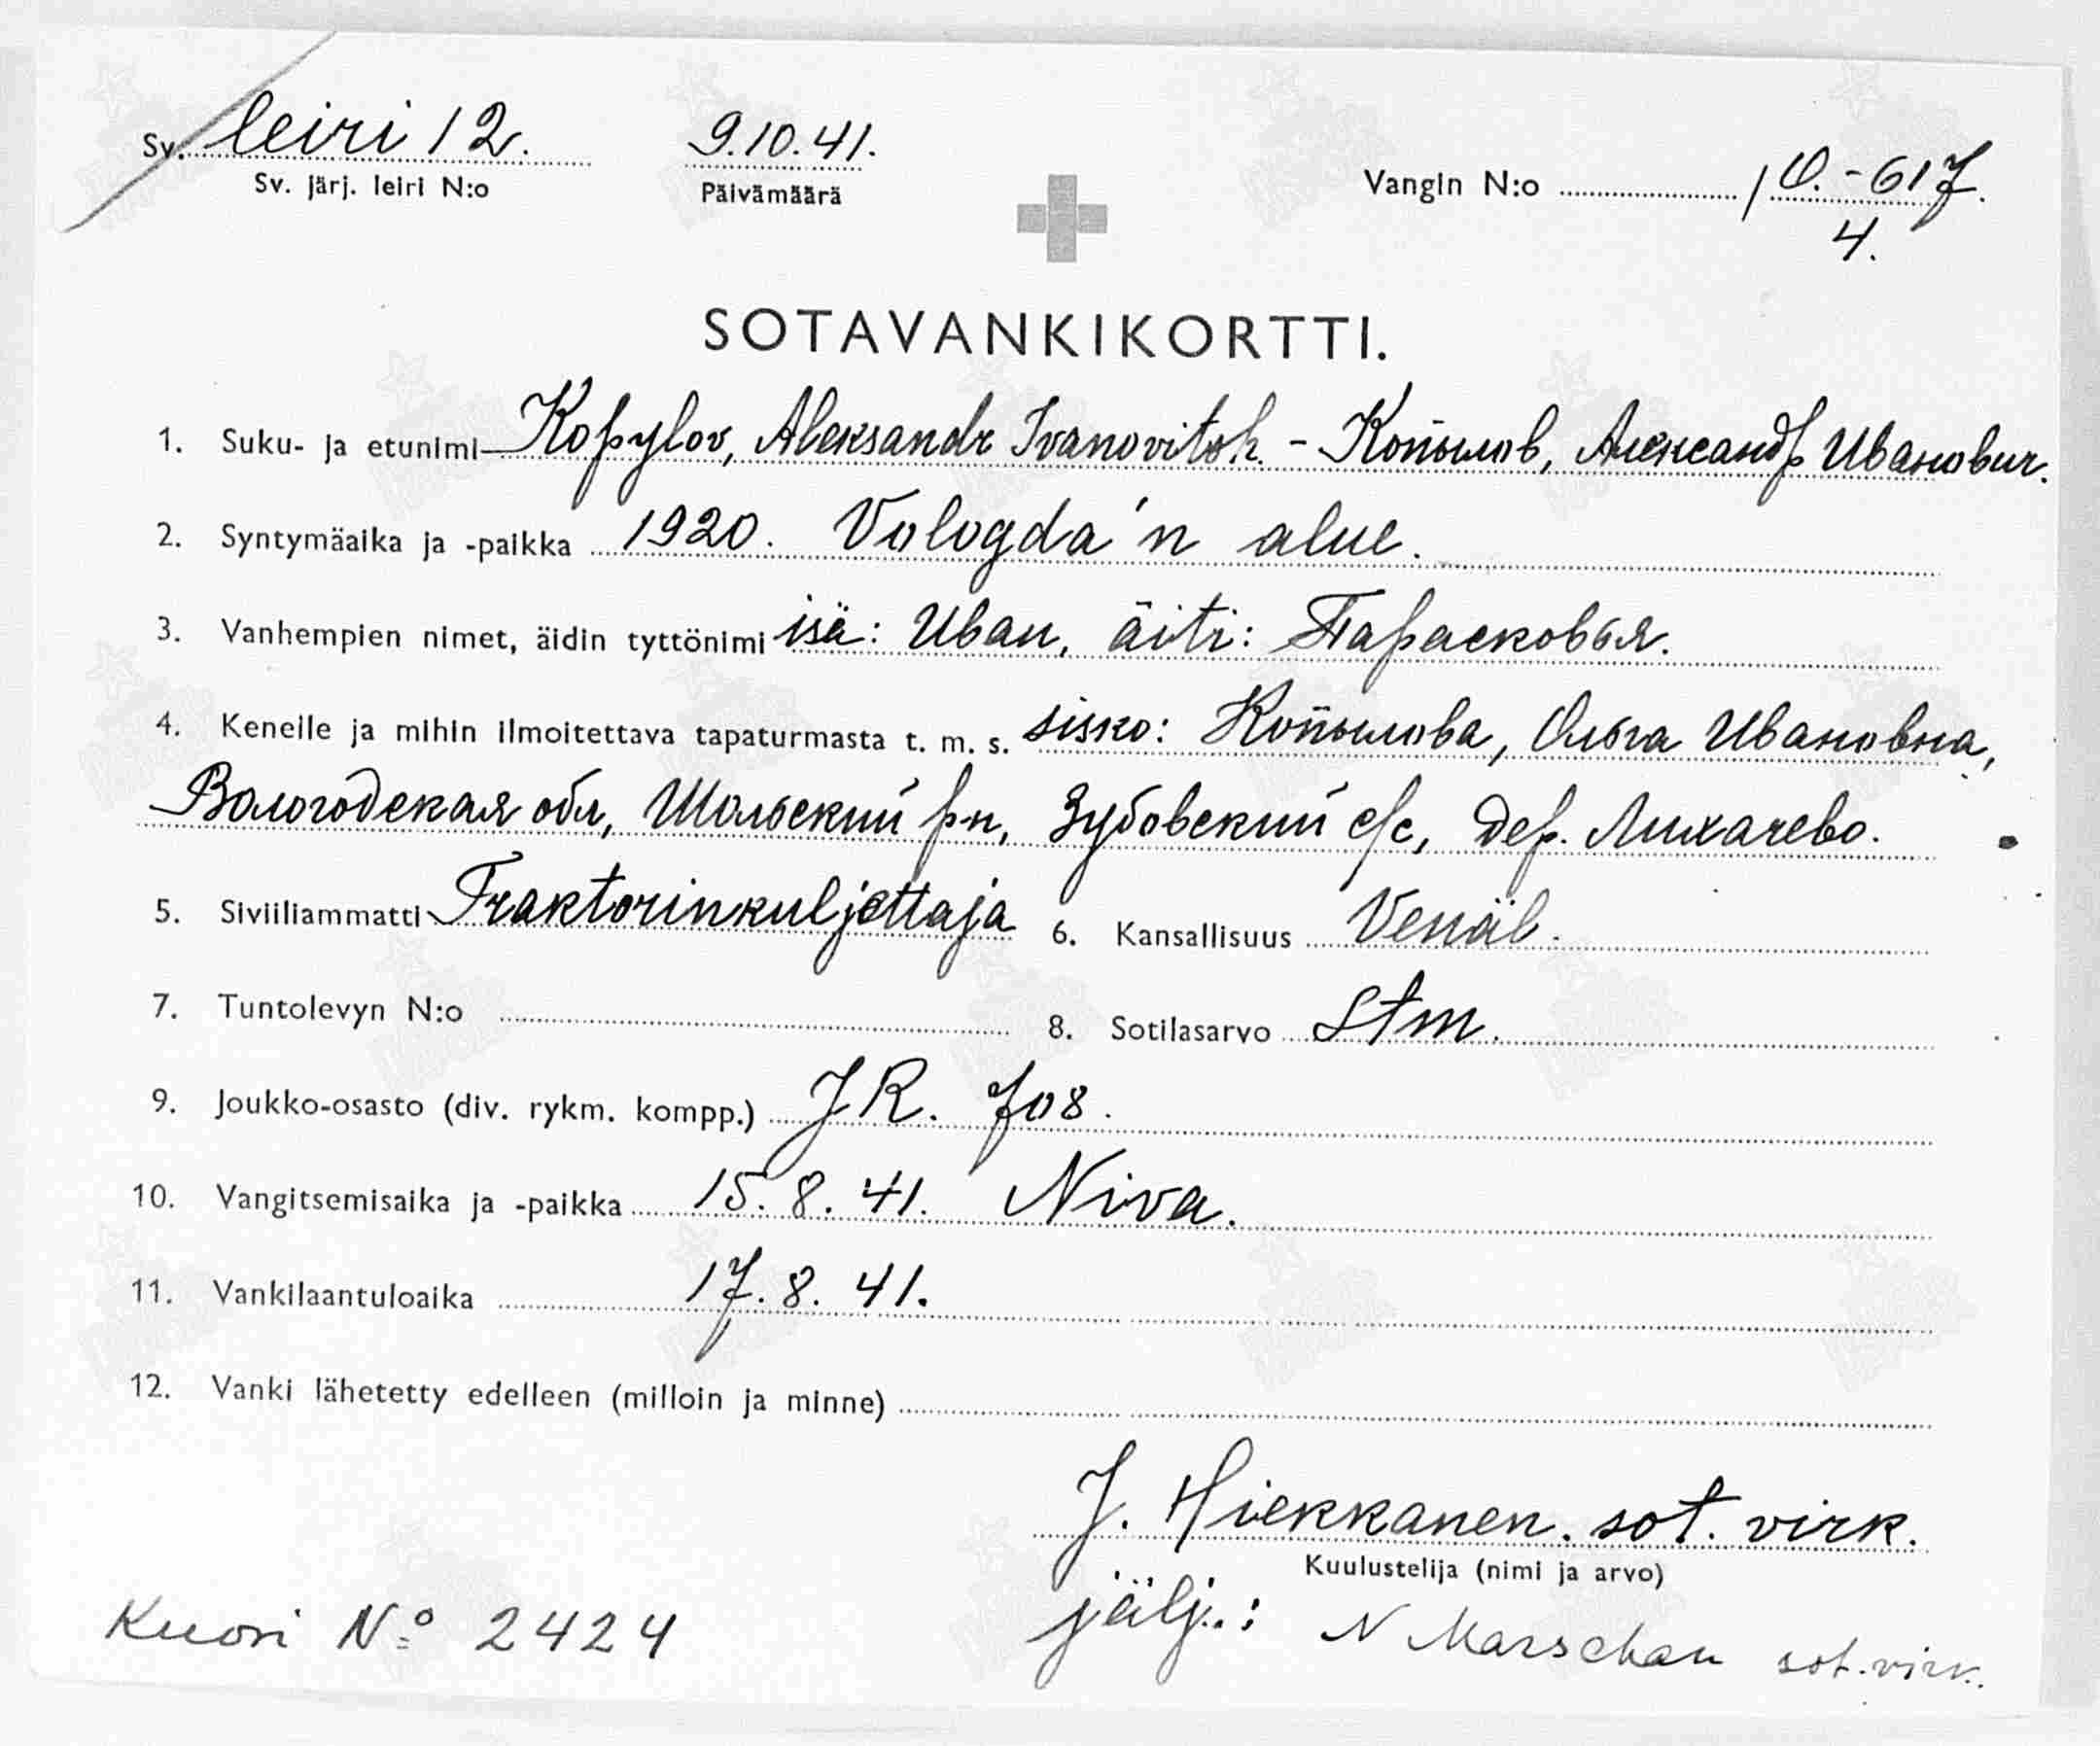 Sv. leiri 12. 9.10.41. Vangin N:o 10.-617.
Sv. järj. leiri N:o Päivämäärä 4.
SOTAVANKIKORTTI.
1. Suku- ja etunimi Kopylov, Aleksandr Ivanovitsh. - Копылов, Александр Иванович.
2. Syntymäaika ja -paikka 1920. Vologda'n alue.
3. Vanhempien nimet, äidin tyttönimi isä: Иван, äiti: Парасковья.
4. Kenelle ja mihin ilmoitettava tapaturmasta t. m. s. sisko: Копылова, Ольга Ивановна,
Вологодская обл, Шольский р-н, Зубовский с/с, дер. Лихачево.
5. Siviiliammatti Traktorinkuljettaja 6. Kansallisuus Venäl.
7. Tuntolevyn N:o 8. Sotilasarvo Stm.
9. Joukko-osasto (div. rykm. kompp.) JR. 708.
10. Vangitsemisaika ja -paikka 15.8.41. Niva.
11. Vankilaantuloaika 17.8.41.
12. Vanki lähetetty edelleen (milloin ja minne)
J. Hiekkanen. sot. virk.
Kuulustelija (nimi ja arvo)
jälj.: N Marschan sot.virk.
Kuori N:o 2424